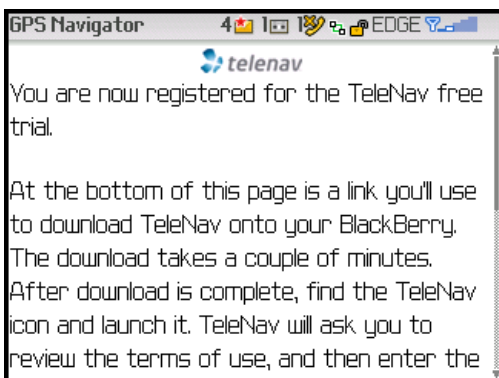 GPS Navigator 4 1 1 EDGE
telenav
You are now registered for the TeleNav free
trial.
At the bottom of this page is a link you'll use
to download TeleNav onto your BlackBerry.
The download takes a couple of minutes.
After download is complete, find the TeleNav
icon and launch it. TeleNav will ask you to
review the terms of use, and then enter the